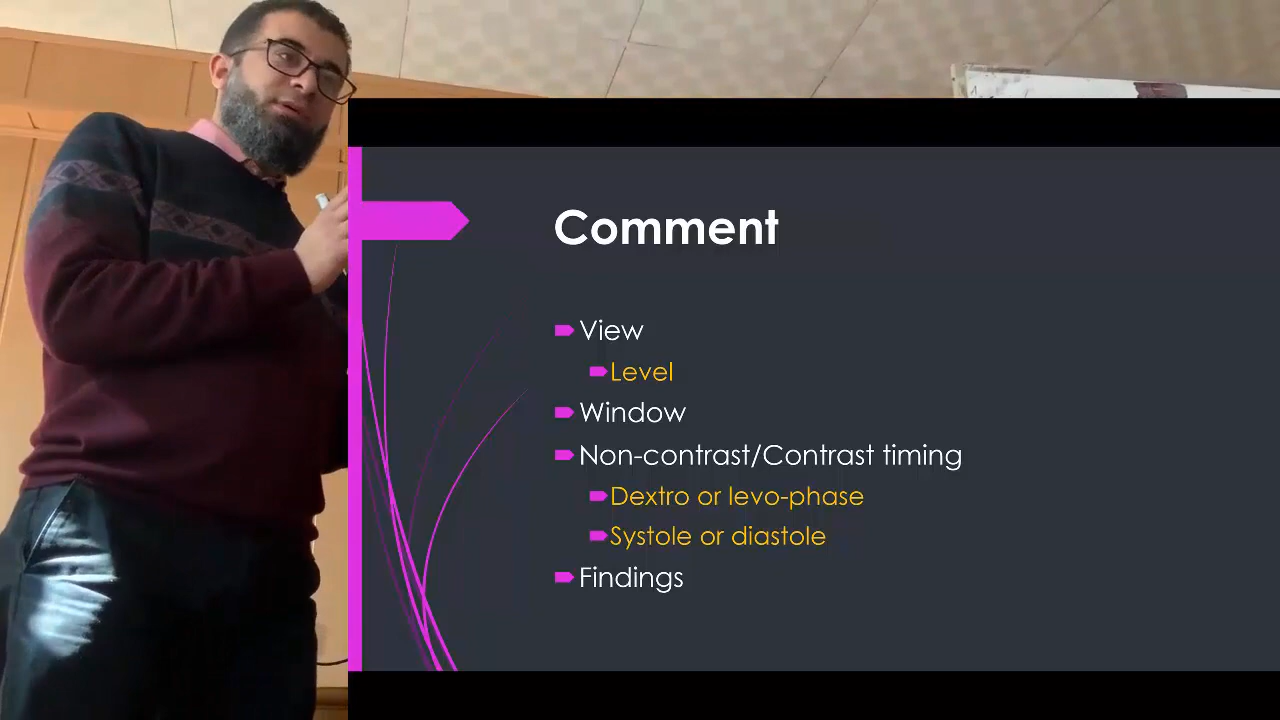 Comment
View
Level
Window
Non-contrast/Contrast timing
Dextro or levo-phase
Systole or diastole
Findings